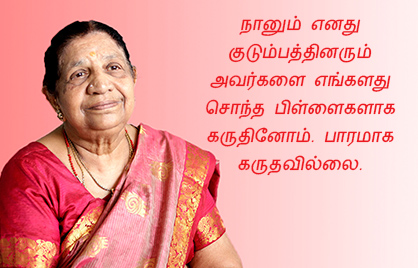 நானும் எனது
குடும்பத்தினரும்
அவர்களை எங்களது
சொந்த பிள்ளைகளாக
கருதினோம். பாரமாக
கருதவில்லை.